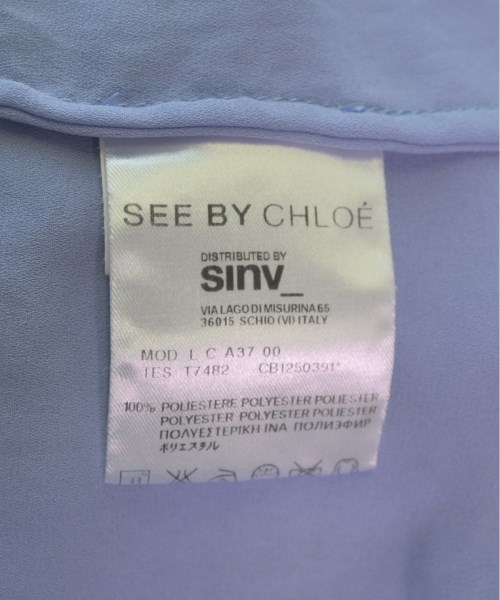 SEE BY CHLOÉ
DISTRIBUTED BY
sinv_
VIA LAGO DI MISURINA 65
36015 SCHIO (VI) ITALY
MOD L C A37 00
TES T7482 CB1250391*
100% POLIESTERE POLYESTER POLIESTER
POLYESTER POLYESTER POLIESTER
ΠΟΛΥΕΣΤΕΡΙΚΗ ΙΝΑ ПОЛИЭФИР
ポリエステル